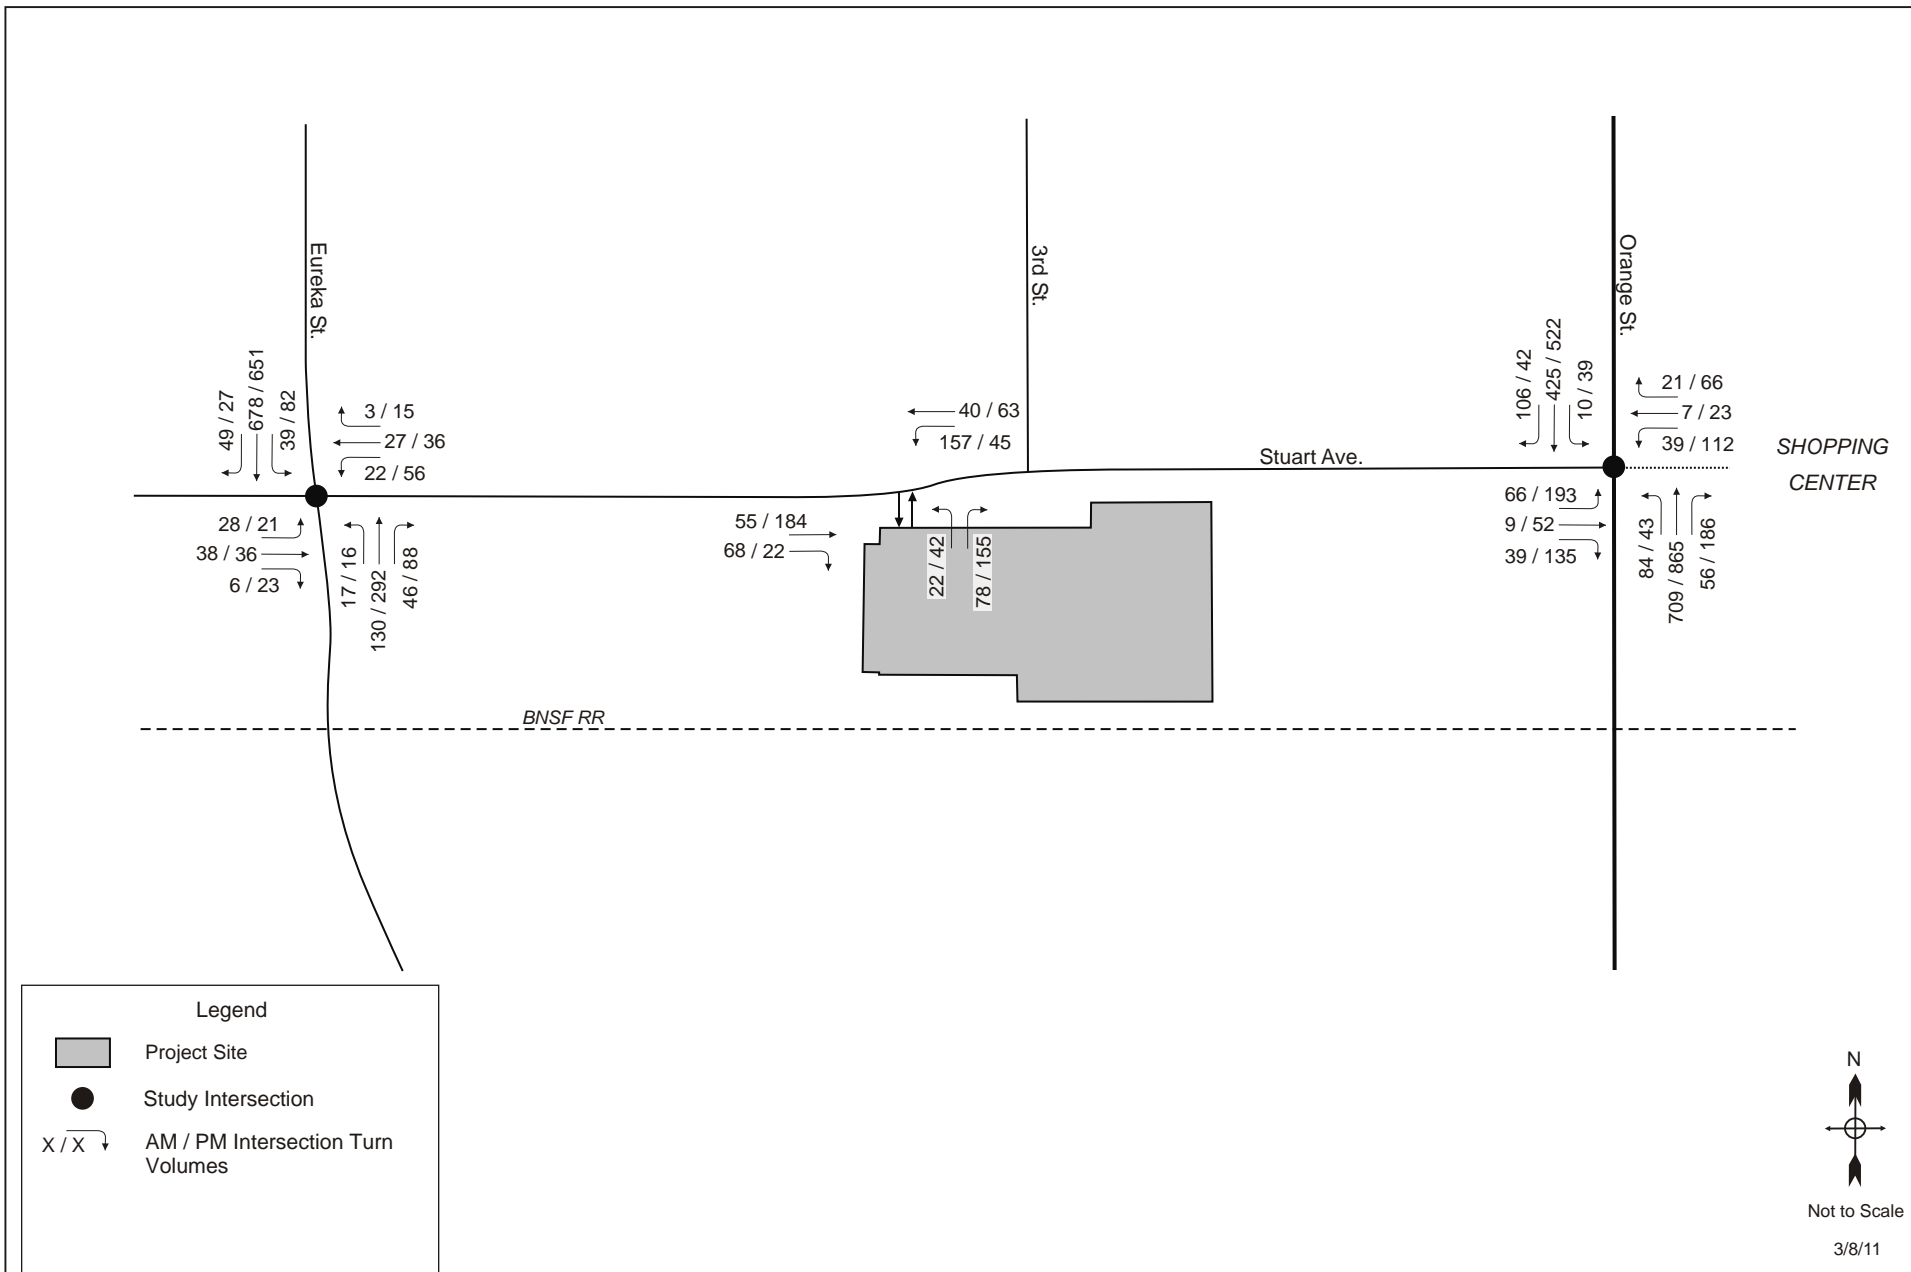 Eureka St.
3rd St.
Orange St.
49 / 27
678 / 651
39 / 82
3 / 15
27 / 36
22 / 56
28 / 21
38 / 36
6 / 23
17 / 16
130 / 292
46 / 88
40 / 63
157 / 45
55 / 184
68 / 22
22 / 42
78 / 155
Stuart Ave.
106 / 42
425 / 522
10 / 39
21 / 66
7 / 23
39 / 112
66 / 193
9 / 52
39 / 135
84 / 43
709 / 865
56 / 186
SHOPPING
CENTER
BNSF RR
Legend
Project Site
Study Intersection
X / X
AM / PM Intersection Turn
Volumes
N
Not to Scale
3/8/11